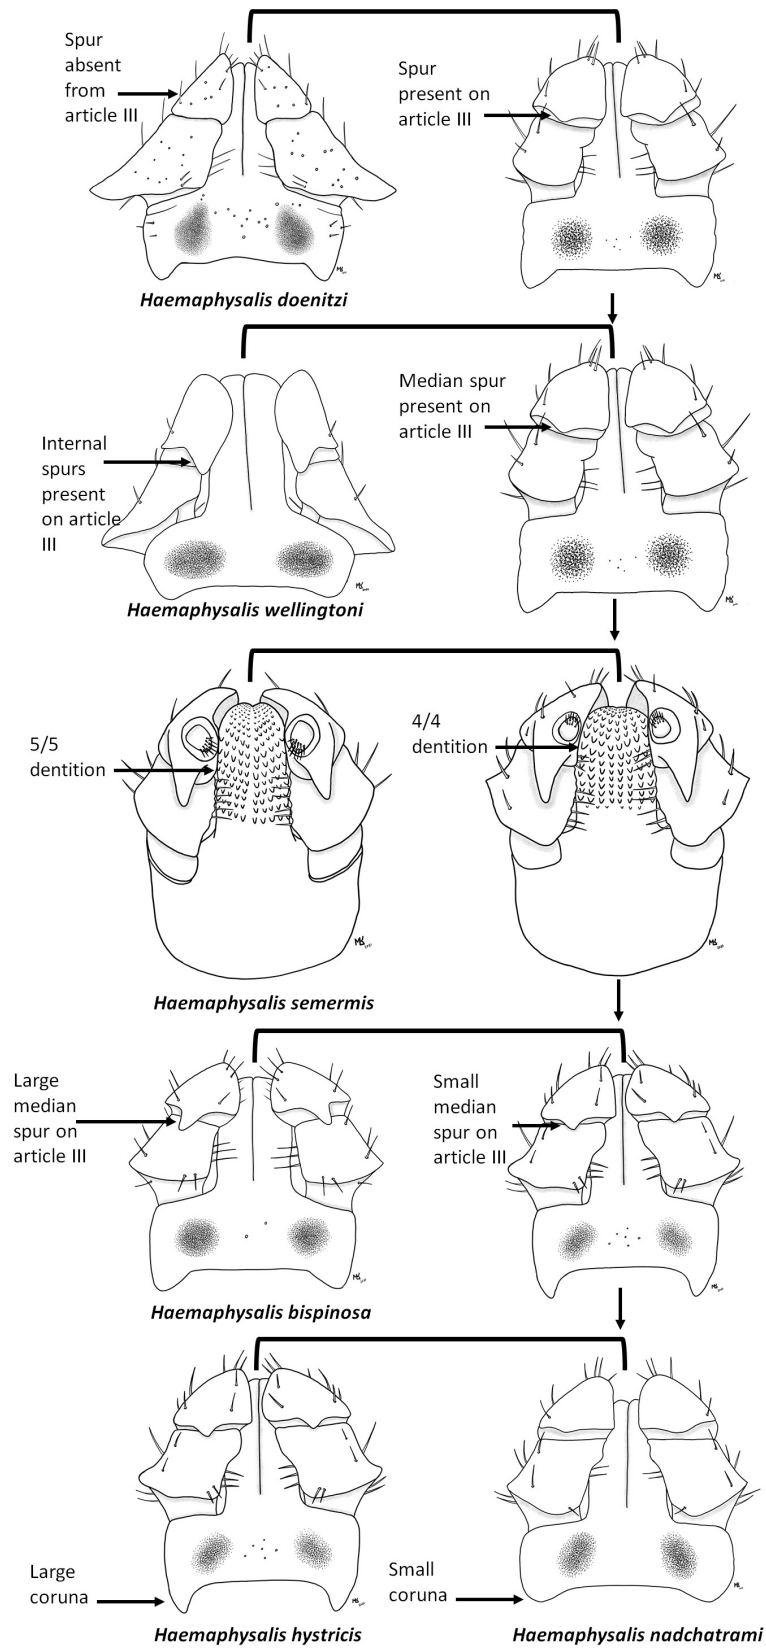 Spur
absent
from
article III
Spur
present on
article III
Haemaphysalis doenitzi
Median spur
present on
article III
Internal
spurs
present
on article
III
Haemaphysalis wellingtoni
5/5
dentition
4/4
dentition
Haemaphysalis semermis
Large
median
spur on
article III
Small
median
spur on
article III
Haemaphysalis bispinosa
Large
coruna
Small
coruna
Haemaphysalis hystricis
Haemaphysalis nadchatrami